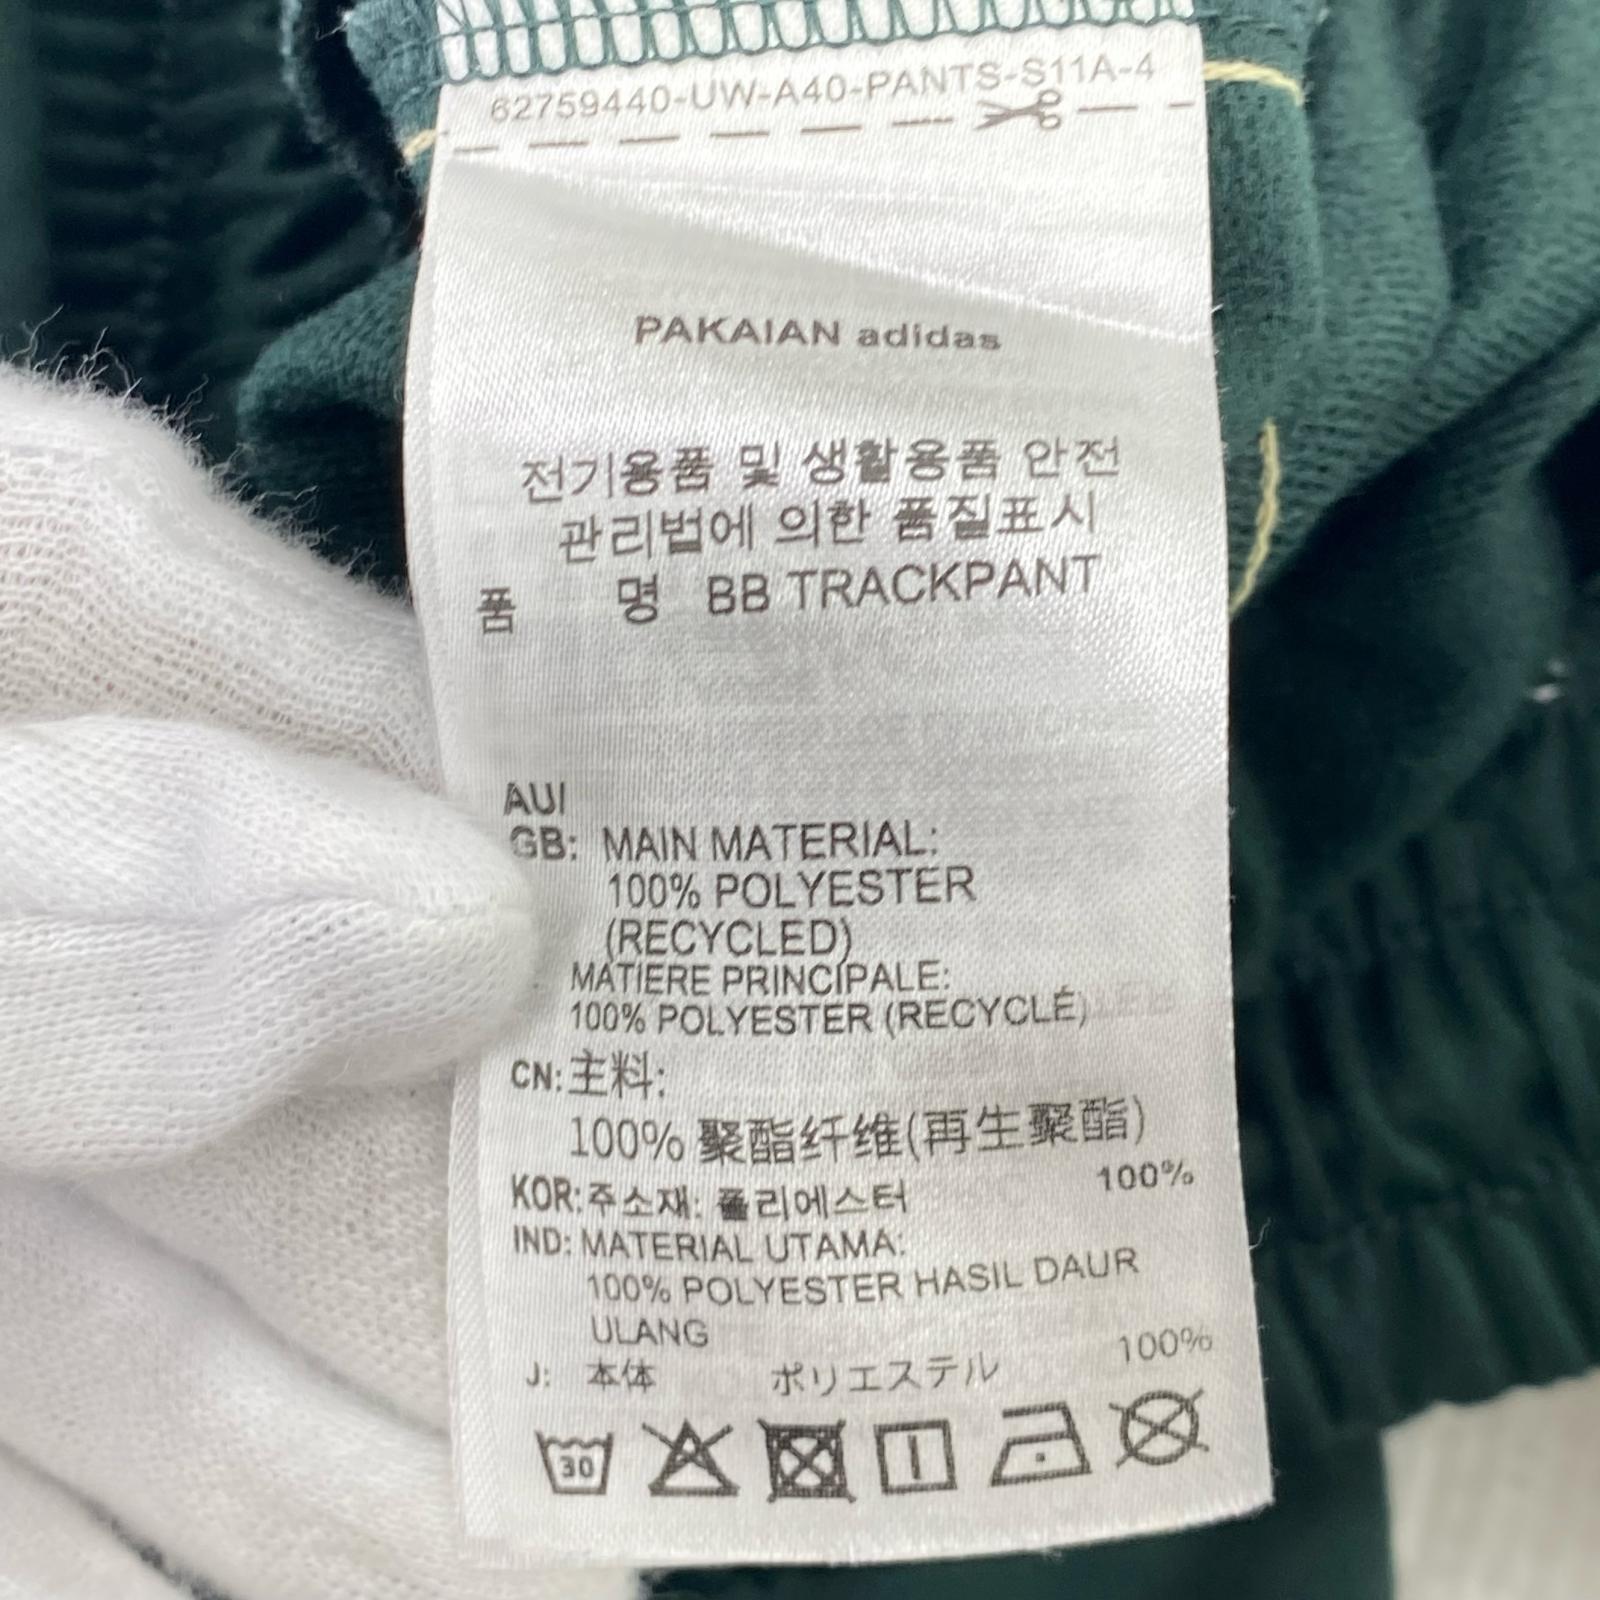 62759440-UW-A40-PANTS-S11A-4
PAKAIAN adidas
전기용품 및 생활용품 안전
관리법에 의한 품질표시
품 명 BB TRACKPANT
AUI
GB: MAIN MATERIAL:
100% POLYESTER
(RECYCLED)
MATIERE PRINCIPALE:
100% POLYESTER (RECYCLÉ)
CN:主料:
100% 聚酯纤维(再生聚酯)
KOR:주소재: 폴리에스터 100%
IND: MATERIAL UTAMA:
100% POLYESTER HASIL DAUR
ULANG
J: 本体 ポリエステル 100%
30